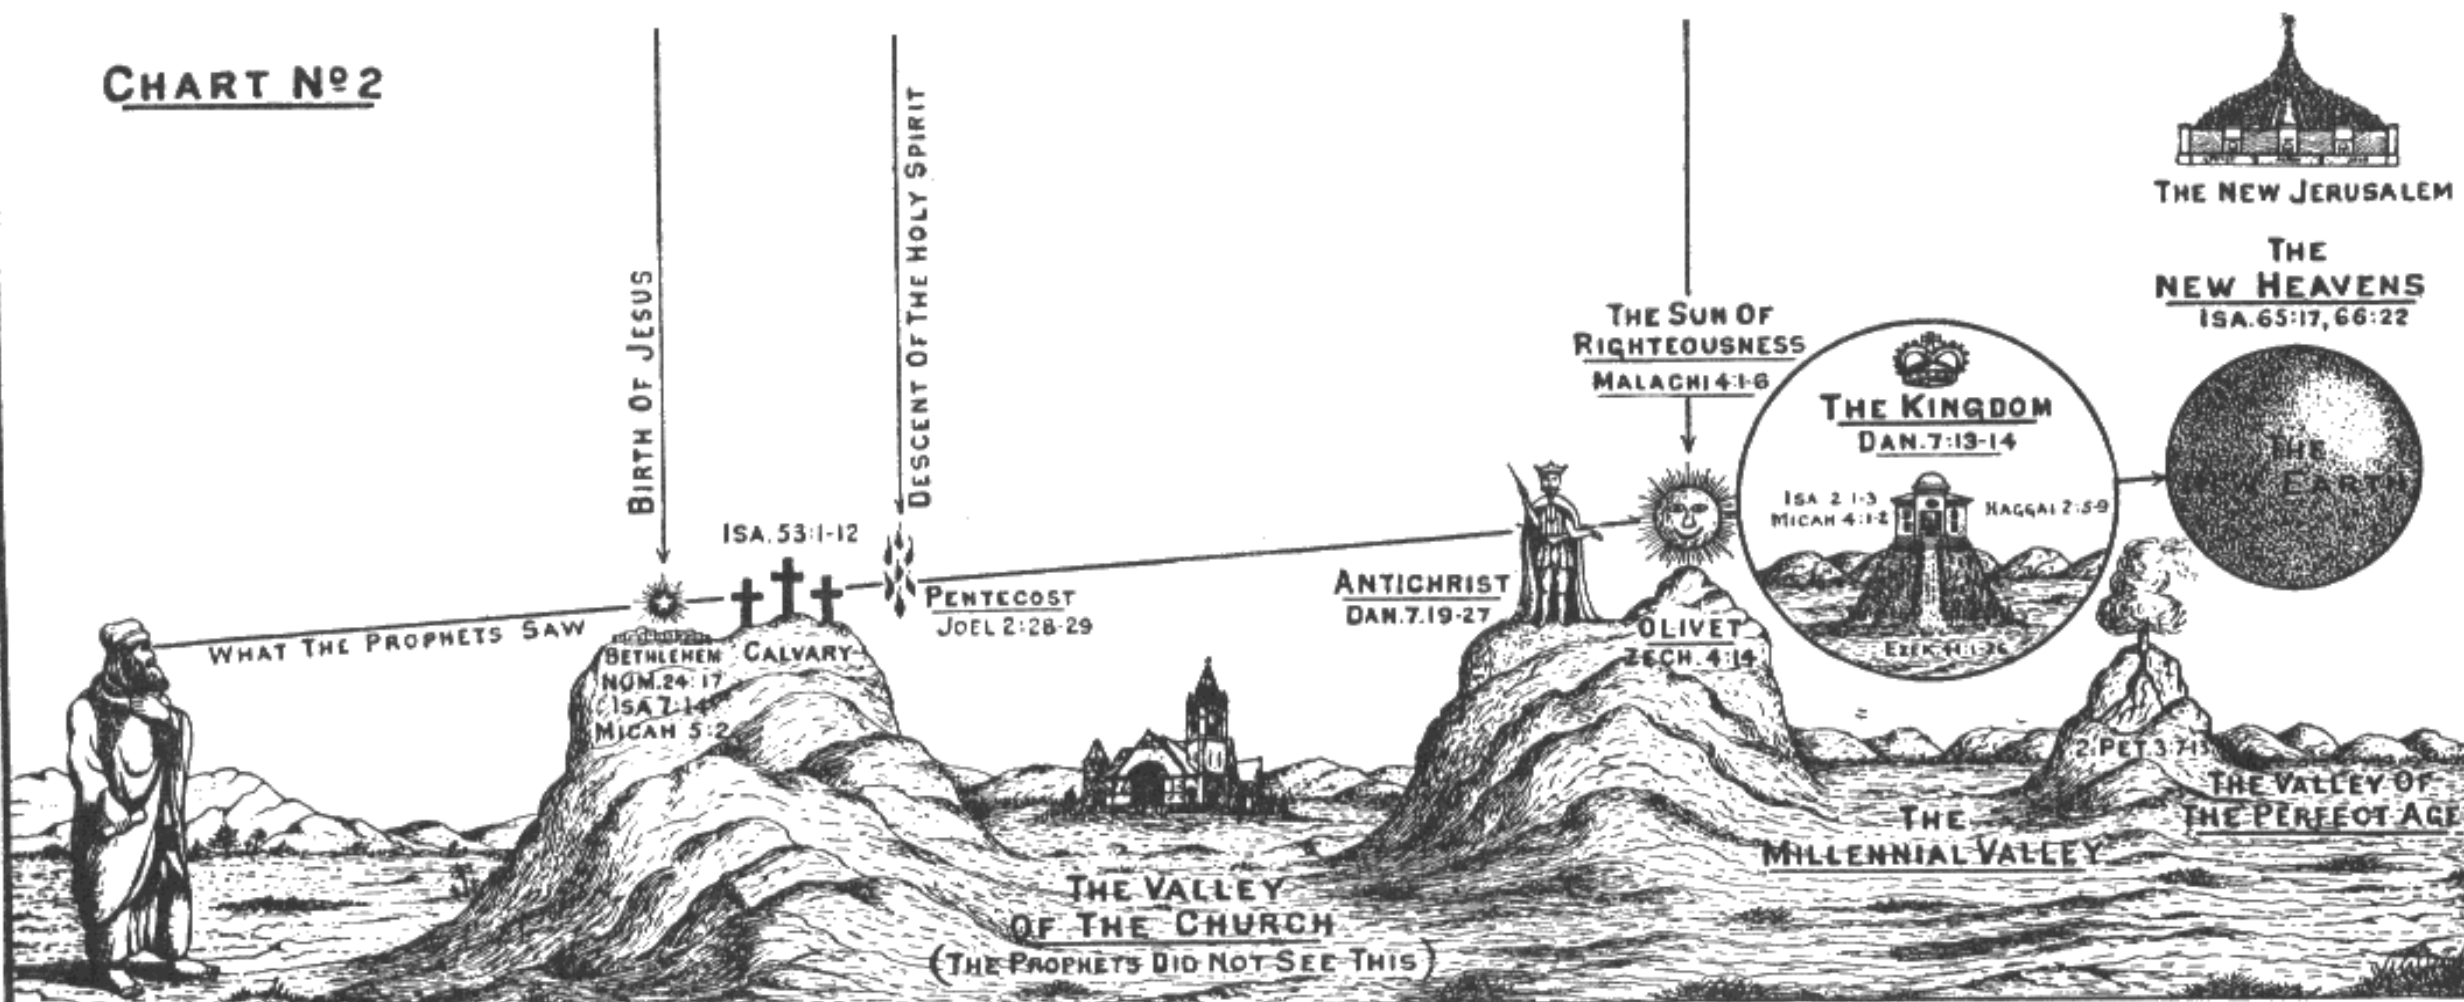 CHART Nº 2
BIRTH OF JESUS
DESCENT OF THE HOLY SPIRIT
WHAT THE PROPHETS SAW
BETHLEHEM
NUM. 24:17
ISA 7:14
MICAH 5:2
ISA. 53:1-12
CALVARY
PENTECOST
JOEL 2:28-29
THE VALLEY
OF THE CHURCH
(THE PROPHETS DID NOT SEE THIS)
ANTICHRIST
DAN. 7.19-27
THE SUN OF
RIGHTEOUSNESS
MALACHI 4:1-6
OLIVET
ZECH. 4:14
THE KINGDOM
DAN. 7:13-14
ISA 2 1-3
MICAH 4:1-2
HAGGAI 2:5-9
THE
MILLENNIAL VALLEY
THE NEW JERUSALEM
THE
NEW HEAVENS
ISA. 65:17, 66:22
THE
EARTH
2. PET. 3:7-13
THE VALLEY OF
THE PERFECT AGE